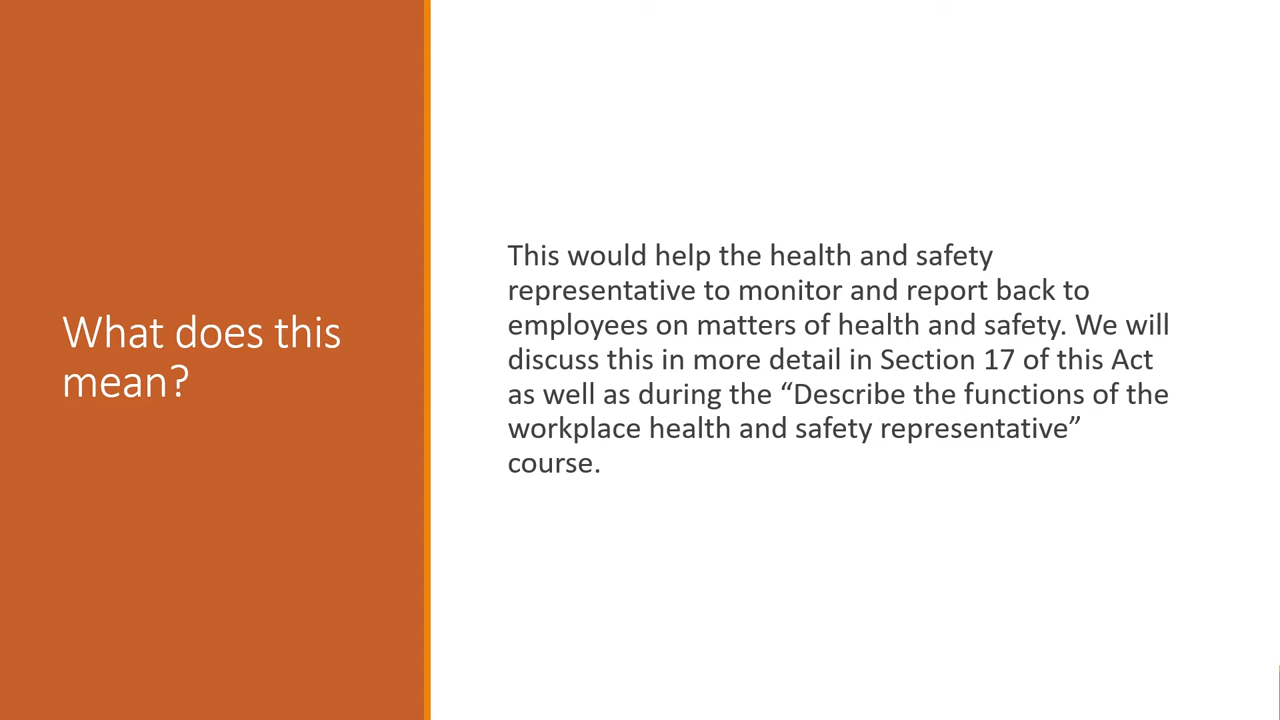 What does this
mean?
This would help the health and safety
representative to monitor and report back to
employees on matters of health and safety. We will
discuss this in more detail in Section 17 of this Act
as well as during the “Describe the functions of the
workplace health and safety representative”
course.